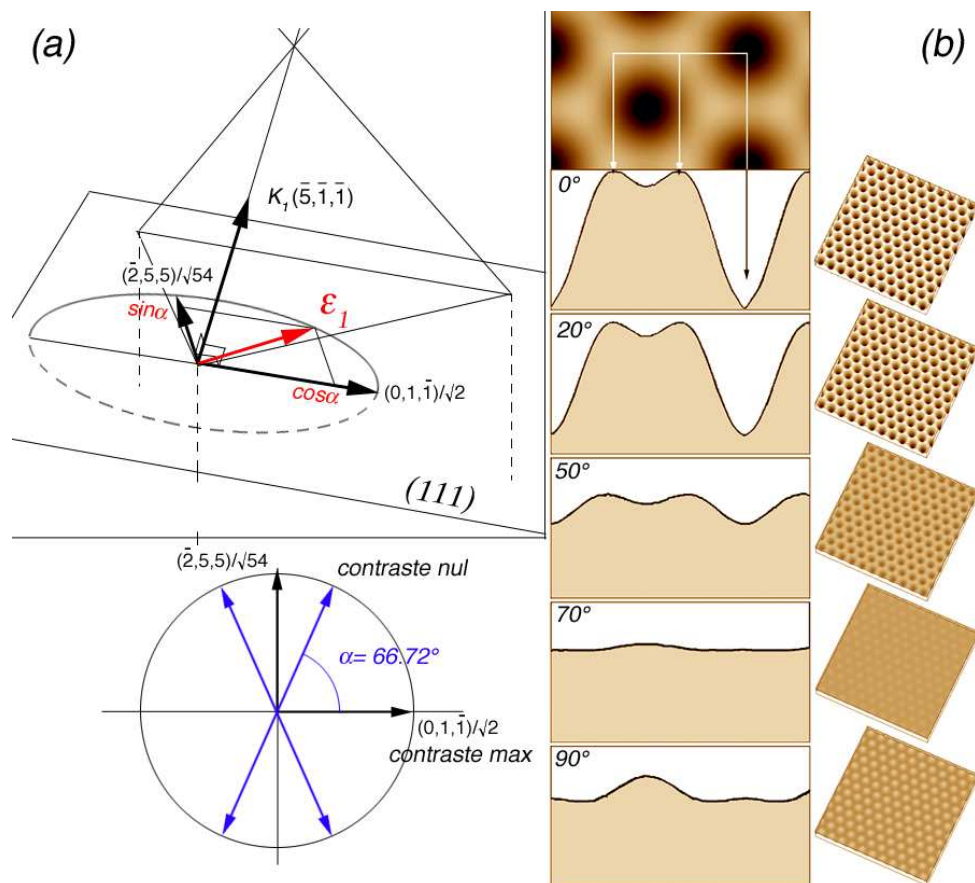 (a)
K₁(5̄,1̄,1̄)
(2̄,5,5)/√54
sinα
ε₁
cosα
(0,1,1̄)/√2
(111)
(2̄,5,5)/√54
contraste nul
α= 66.72°
(0,1,1̄)/√2
contraste max
(b)
0°
20°
50°
70°
90°